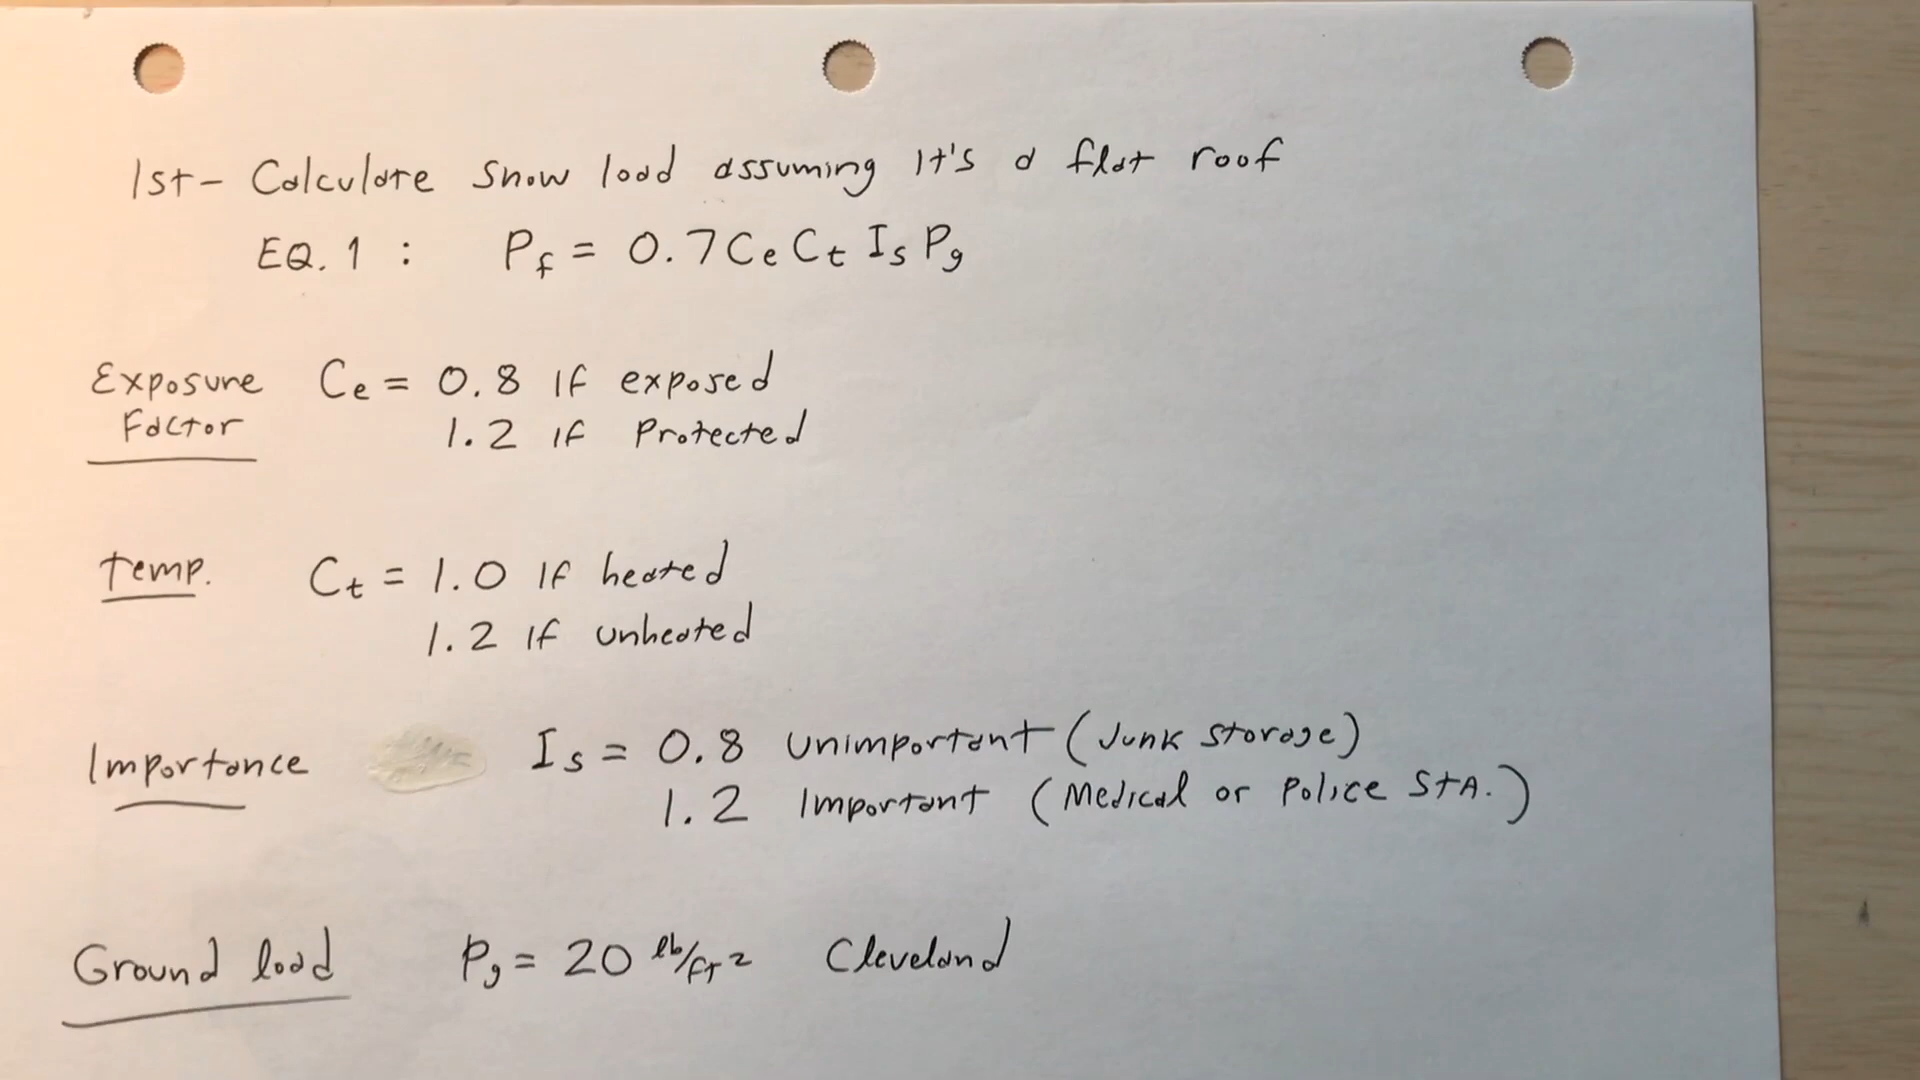 1st- Calculate Snow load assuming It's a flat roof
EQ. 1 : Pf = 0.7 Ce Ct Is Pg
Exposure Factor
Ce = 0.8 If exposed
1.2 If Protected
Temp.
Ct = 1.0 If heated
1.2 If unheated
Importance
Is = 0.8 Unimportant (Junk Storage)
1.2 Important (Medical or Police STA.)
Ground load Pg = 20 lb/FT2 Cleveland